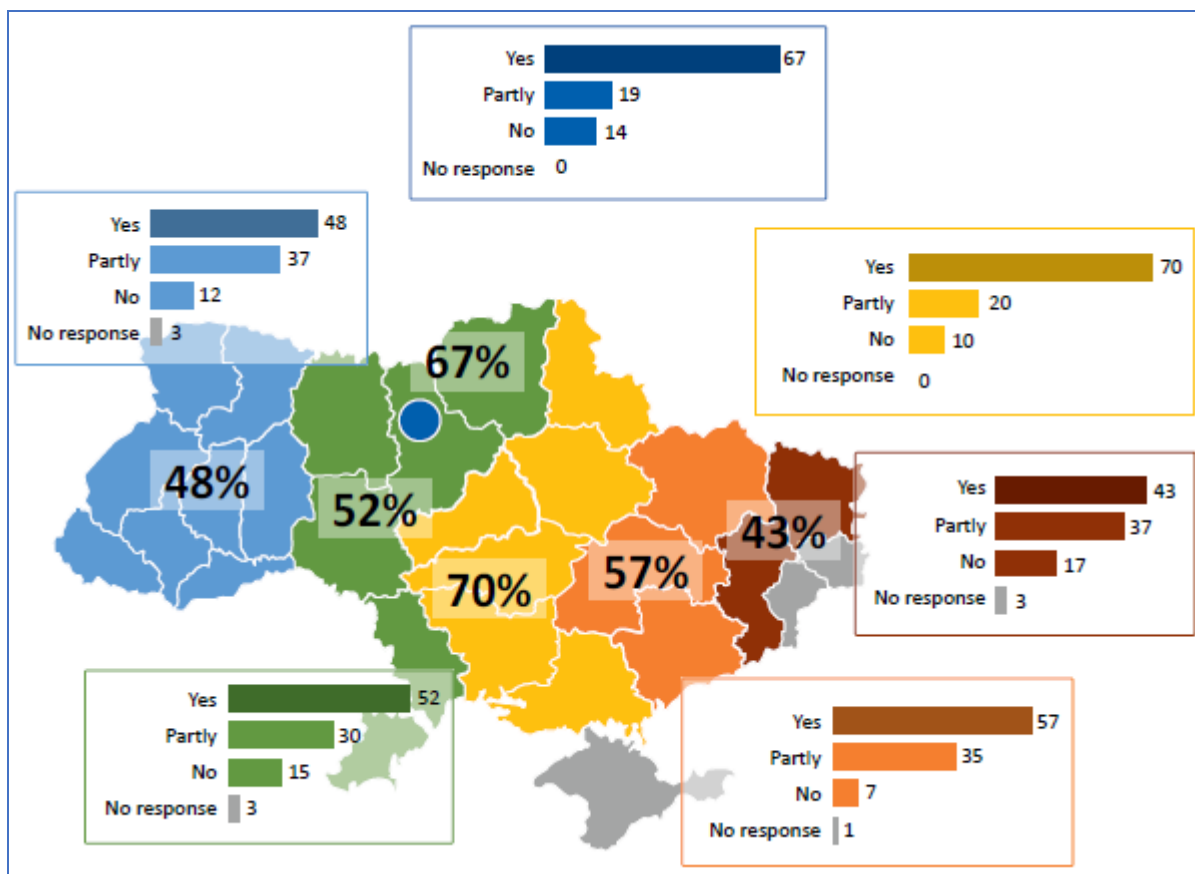 Yes 67
Partly 19
No 14
No response 0
Yes 48
Partly 37
No 12
No response 3
Yes 70
Partly 20
No 10
No response 0
67%
48%
52%
70%
57%
43%
Yes 43
Partly 37
No 17
No response 3
Yes 52
Partly 30
No 15
No response 3
Yes 57
Partly 35
No 7
No response 1